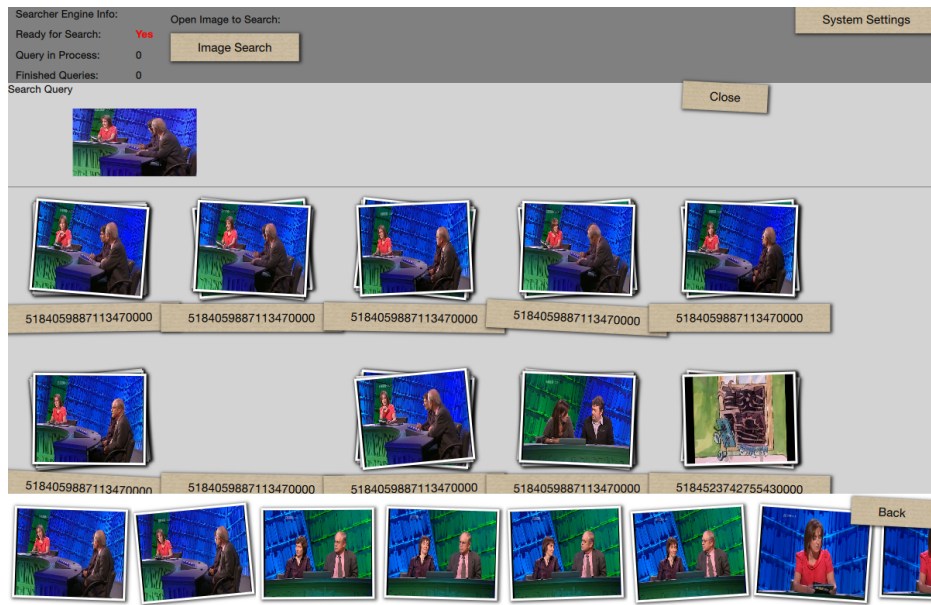 Searcher Engine Info:
Open Image to Search:
System Settings
Ready for Search: Yes
Image Search
Query in Process: 0
Finished Queries: 0
Search Query
Close
5184059887113470000 5184059887113470000 5184059887113470000 5184059887113470000 5184059887113470000
5184059887113470000 5184059887113470000 5184059887113470000 5184059887113470000 5184523742755430000
Back